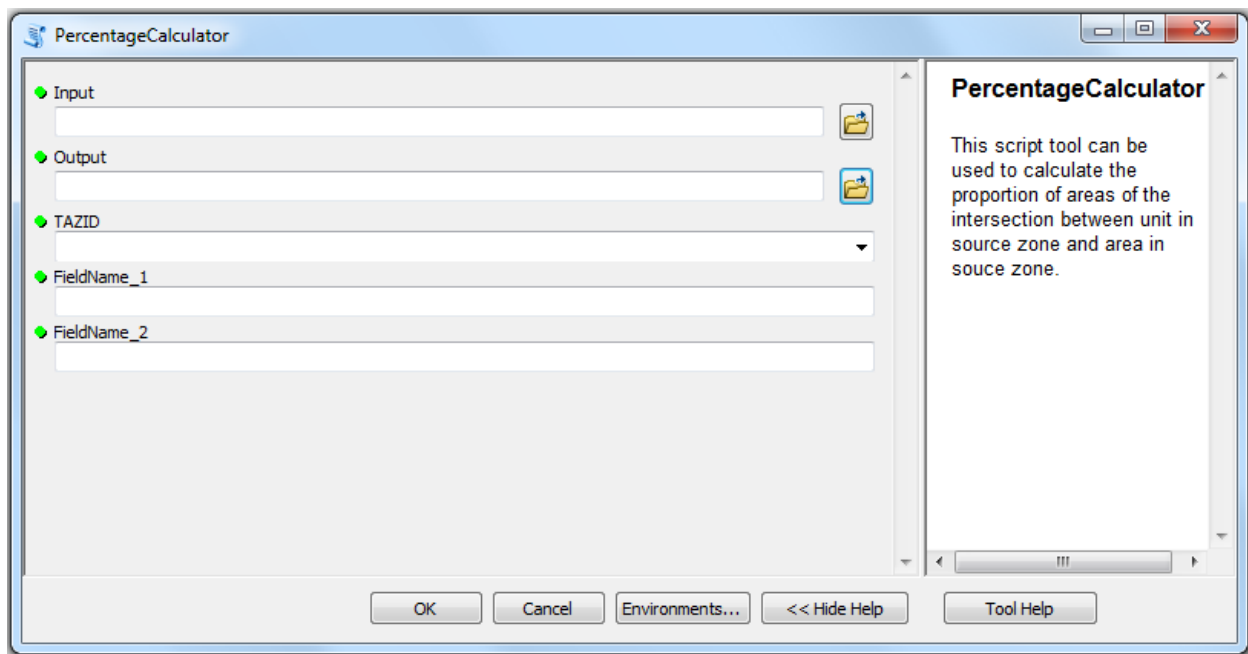 PercentageCalculator
Input
Output
TAZID
FieldName_1
FieldName_2
PercentageCalculator
This script tool can be
used to calculate the
proportion of areas of the
intersection between unit in
source zone and area in
souce zone.
OK
Cancel
Environments...
<< Hide Help
Tool Help